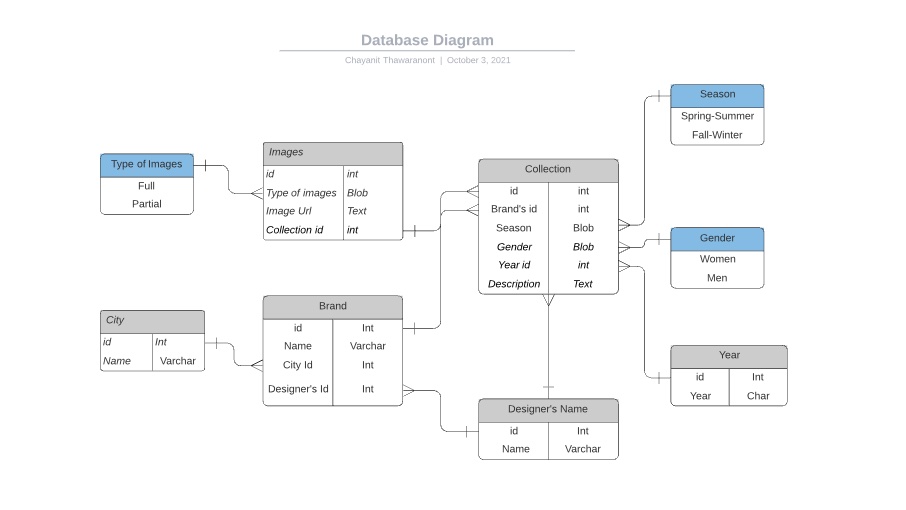 Database Diagram
Chayanit Thawaranont | October 3, 2021
Season
Spring-Summer
Fall-Winter
Type of Images
Full
Partial
Images
id int
Type of images Blob
Image Url Text
Collection id int
Collection
id int
Brand's id int
Season Blob
Gender Blob
Year id int
Description Text
Gender
Women
Men
City
id Int
Name Varchar
Brand
id Int
Name Varchar
City Id Int
Designer's Id Int
Year
id Int
Year Char
Designer's Name
id Int
Name Varchar